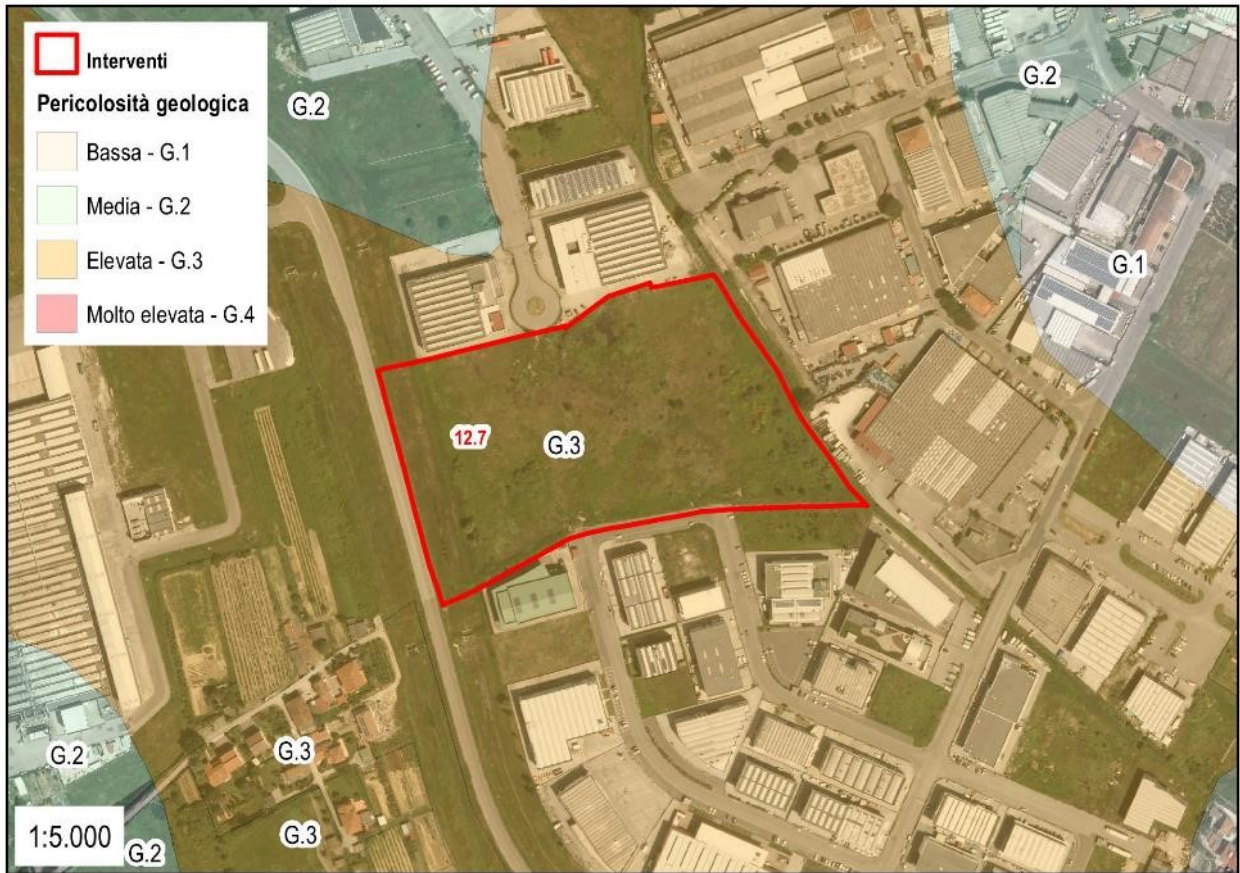 Interventi
Pericolosità geologica
Bassa - G.1
Media - G.2
Elevata - G.3
Molto elevata - G.4
G.2
G.2
G.1
12.7
G.3
G.2
G.3
G.3
1:5.000
G.2